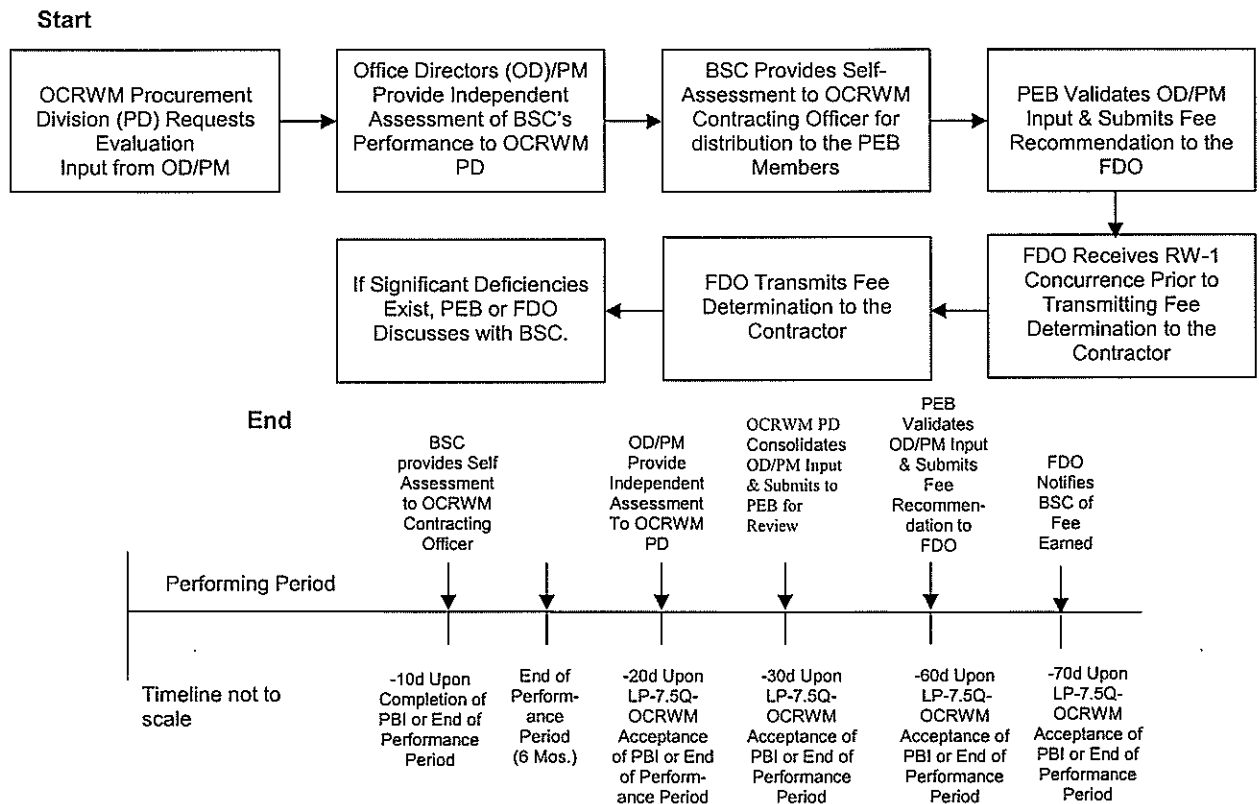 Start
OCRWM Procurement
Division (PD) Requests
Evaluation
Input from OD/PM
Office Directors (OD)/PM
Provide Independent
Assessment of BSC's
Performance to OCRWM
PD
BSC Provides Self-
Assessment to OCRWM
Contracting Officer for
distribution to the PEB
Members
PEB Validates OD/PM
Input & Submits Fee
Recommendation to the
FDO
If Significant Deficiencies
Exist, PEB or FDO
Discusses with BSC.
FDO Transmits Fee
Determination to the
Contractor
FDO Receives RW-1
Concurrence Prior to
Transmitting Fee
Determination to the
Contractor
End
BSC
provides Self
Assessment
to OCRWM
Contracting
Officer
OD/PM
Provide
Independent
Assessment
To OCRWM
PD
OCRWM PD
Consolidates
OD/PM Input
& Submits to
PEB for
Review
PEB
Validates
OD/PM Input
& Submits
Fee
Recommen-
dation to
FDO
FDO
Notifies
BSC of
Fee
Earned
Performing Period
Timeline not to
scale
-10d Upon
Completion of
PBI or End of
Performance
Period
End of
Perform-
ance
Period
(6 Mos.)
-20d Upon
LP-7.5Q-
OCRWM
Acceptance
of PBI or End
of Perform-
ance Period
-30d Upon
LP-7.5Q-
OCRWM
Acceptance of
PBI or End of
Performance
Period
-60d Upon
LP-7.5Q-
OCRWM
Acceptance of
PBI or End of
Performance
Period
-70d Upon
LP-7.5Q-
OCRWM
Acceptance of
PBI or End of
Performance
Period